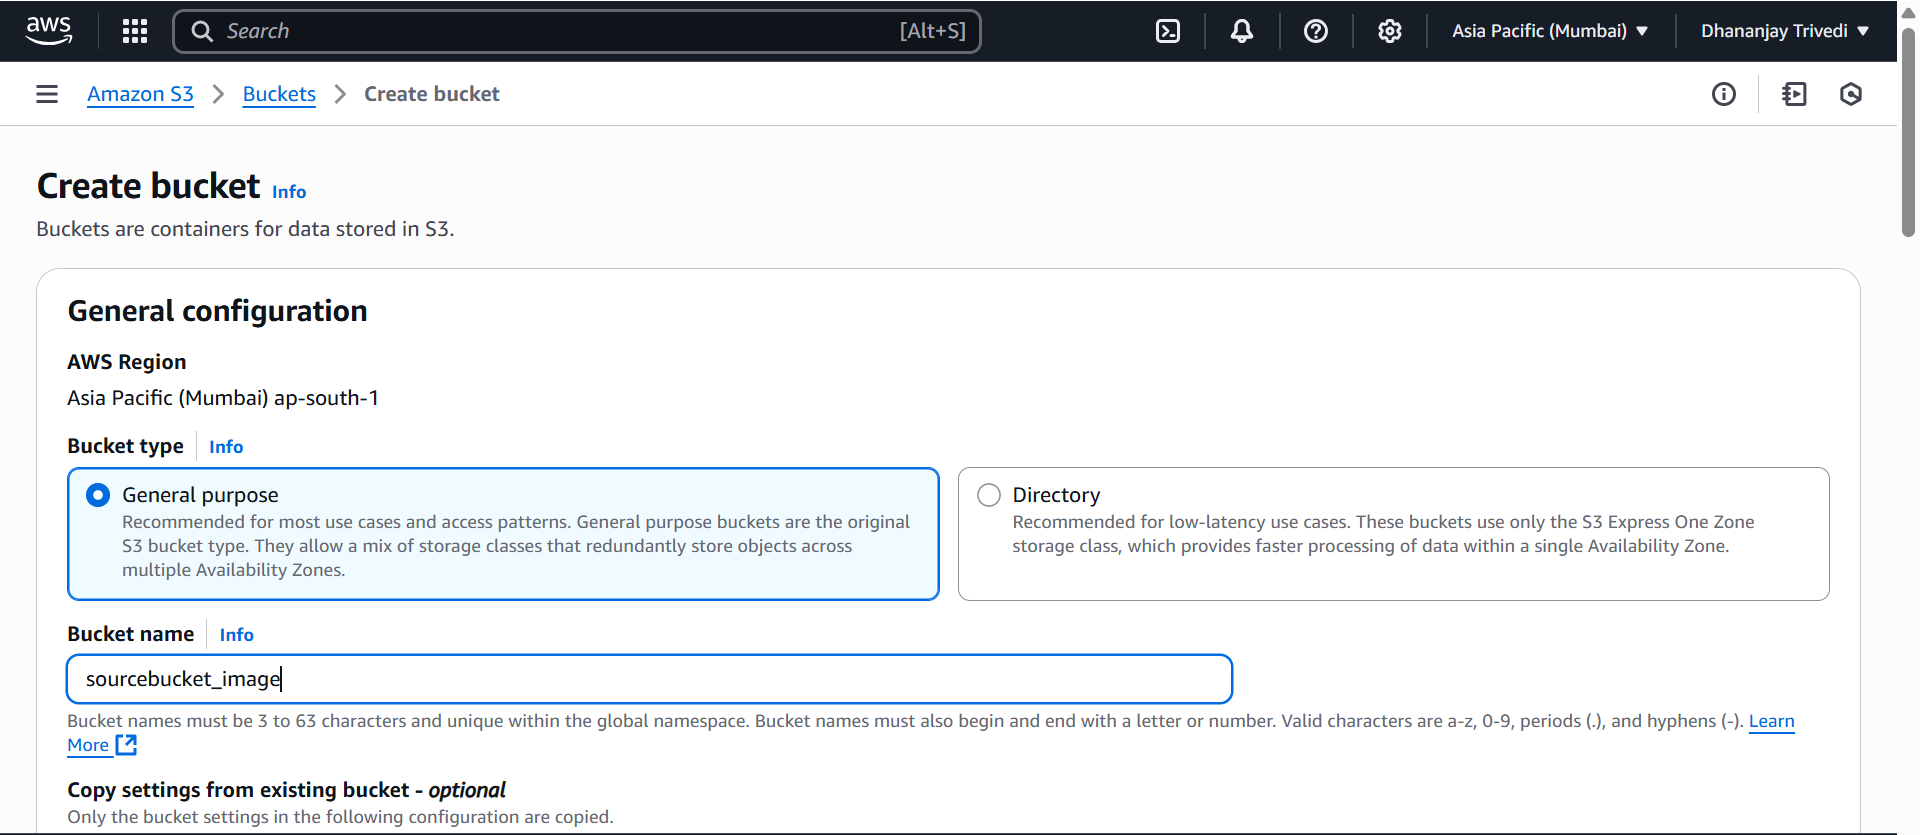 aws Search [Alt+S] Asia Pacific (Mumbai) Dhananjay Trivedi
Amazon S3 Buckets Create bucket
Create bucket Info
Buckets are containers for data stored in S3.
General configuration
AWS Region
Asia Pacific (Mumbai) ap-south-1
Bucket type Info
General purpose
Recommended for most use cases and access patterns. General purpose buckets are the original
S3 bucket type. They allow a mix of storage classes that redundantly store objects across
multiple Availability Zones.
Directory
Recommended for low-latency use cases. These buckets use only the S3 Express One Zone
storage class, which provides faster processing of data within a single Availability Zone.
Bucket name Info
sourcebucket_image
Bucket names must be 3 to 63 characters and unique within the global namespace. Bucket names must also begin and end with a letter or number. Valid characters are a-z, 0-9, periods (.), and hyphens (-). Learn
More
Copy settings from existing bucket - optional
Only the bucket settings in the following configuration are copied.